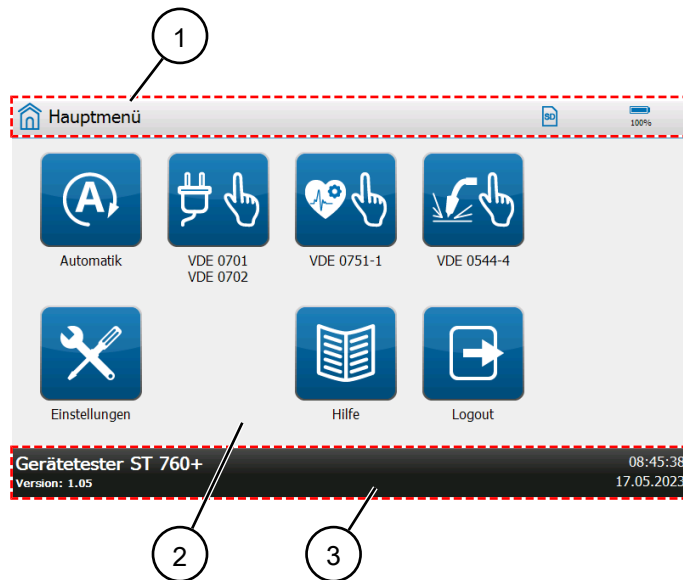 1
Hauptmenü
SD
100%
A
Automatik
VDE 0701
VDE 0702
VDE 0751-1
VDE 0544-4
Einstellungen
Hilfe
Logout
Gerätetester ST 760+
Version: 1.05
08:45:38
17.05.2023
2
3